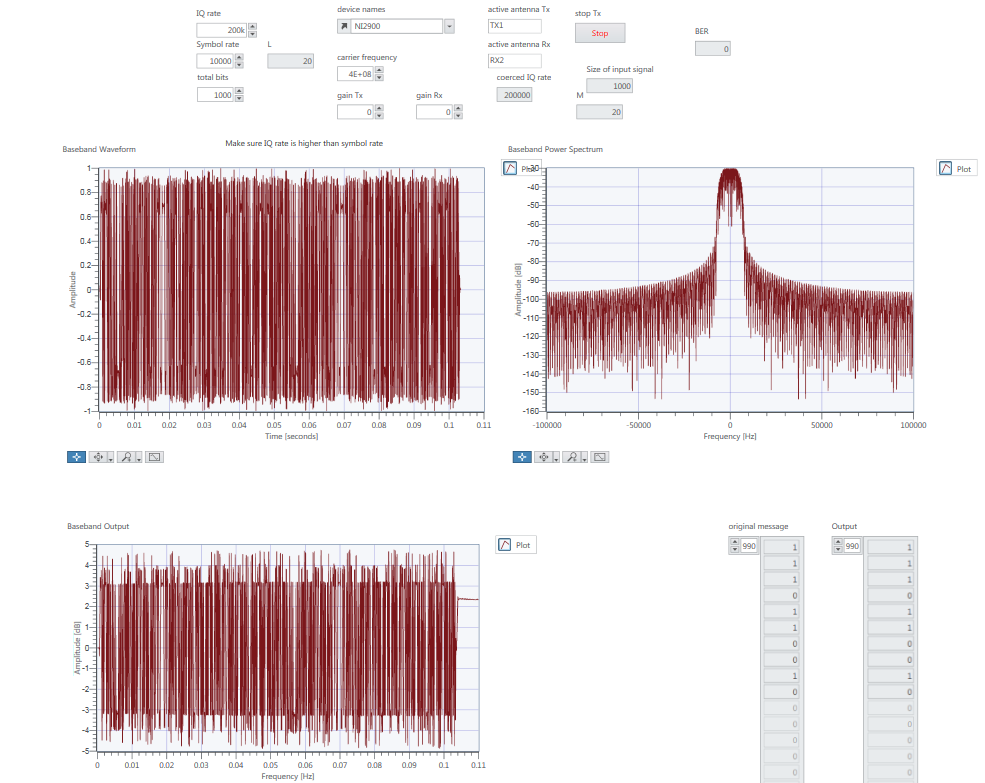 IQ rate
200k
Symbol rate
10000
total bits
1000
L
20
device names
NI2900
carrier frequency
4E+08
gain Tx
0
gain Rx
0
active antenna Tx
TX1
active antenna Rx
RX2
coerced IQ rate
200000
stop Tx
Stop
Size of input signal
1000
M
20
BER
0
Make sure IQ rate is higher than symbol rate
Baseband Waveform
Plot
Amplitude
1
0.8
0.6
0.4
0.2
0
-0.2
-0.4
-0.6
-0.8
-1
0 0.01 0.02 0.03 0.04 0.05 0.06 0.07 0.08 0.09 0.1 0.11
Time [seconds]
Baseband Power Spectrum
Plot
Amplitude [dB]
-30
-40
-50
-60
-70
-80
-90
-100
-110
-120
-130
-140
-150
-160
-100000 -50000 0 50000 100000
Frequency [Hz]
Baseband Output
Plot
Amplitude [dB]
5
4
3
2
1
0
-1
-2
-3
-4
-5
0 0.01 0.02 0.03 0.04 0.05 0.06 0.07 0.08 0.09 0.1 0.11
Frequency [Hz]
original message
990
1
1
1
0
1
1
0
0
1
0
0
0
0
0
0
Output
990
1
1
1
0
1
1
0
0
1
0
0
0
0
0
0